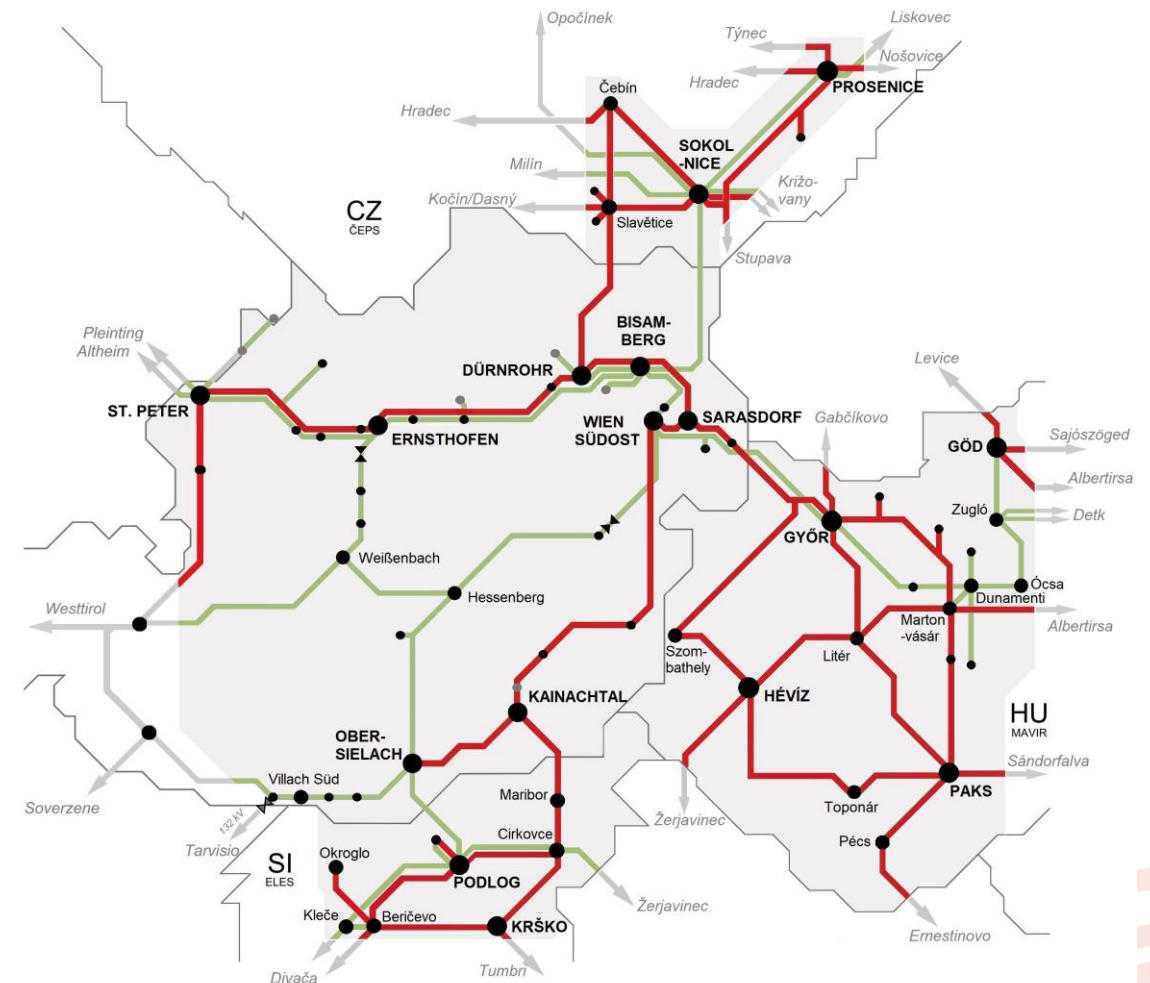 Opočínek
Liskovec
Týnec
Nošovice
Hradec
PROSENICE
Čebín
Hradec
SOKOL
-NICE
Milín
Križo-
vany
Kočín/Dasný
CZ
ČEPS
Slavětice
Stupava
Pleinting
Altheim
BISAM-
BERG
DÜRNROHR
Levice
ST. PETER
ERNSTHOFEN
WIEN
SÜDOST
SARASDORF
Gabčíkovo
GÖD
Sajószöged
Albertirsa
Zugló
Detk
GYŐR
Weißenbach
Hessenberg
Ócsa
Dunamenti
Westtirol
Marton
-vásár
Albertirsa
Szom-
bathely
Litér
HÉVÍZ
KAINACHTAL
HU
MAVIR
OBER-
SIELACH
Sándorfalva
Villach Süd
PAKS
Soverzene
Maribor
Toponár
132 kV
Tarvisio
Cirkovce
Žerjavinec
Pécs
SI
ELES
Okroglo
PODLOG
Žerjavinec
Kleče
Beričevo
KRŠKO
Ernestinovo
Divača
Tumbri